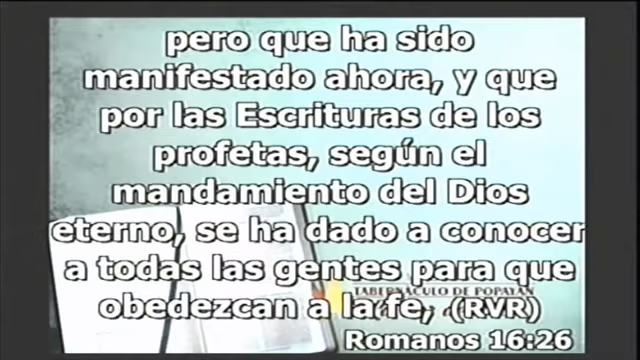 pero que ha sido
manifestado ahora, y que
por las Escrituras de los
profetas, según el
mandamiento del Dios
eterno, se ha dado a conocer
a todas las gentes para que
TABERNÁCULO DE POPAYÁN
obedezcan a la fe, (RVR)
Romanos 16:26